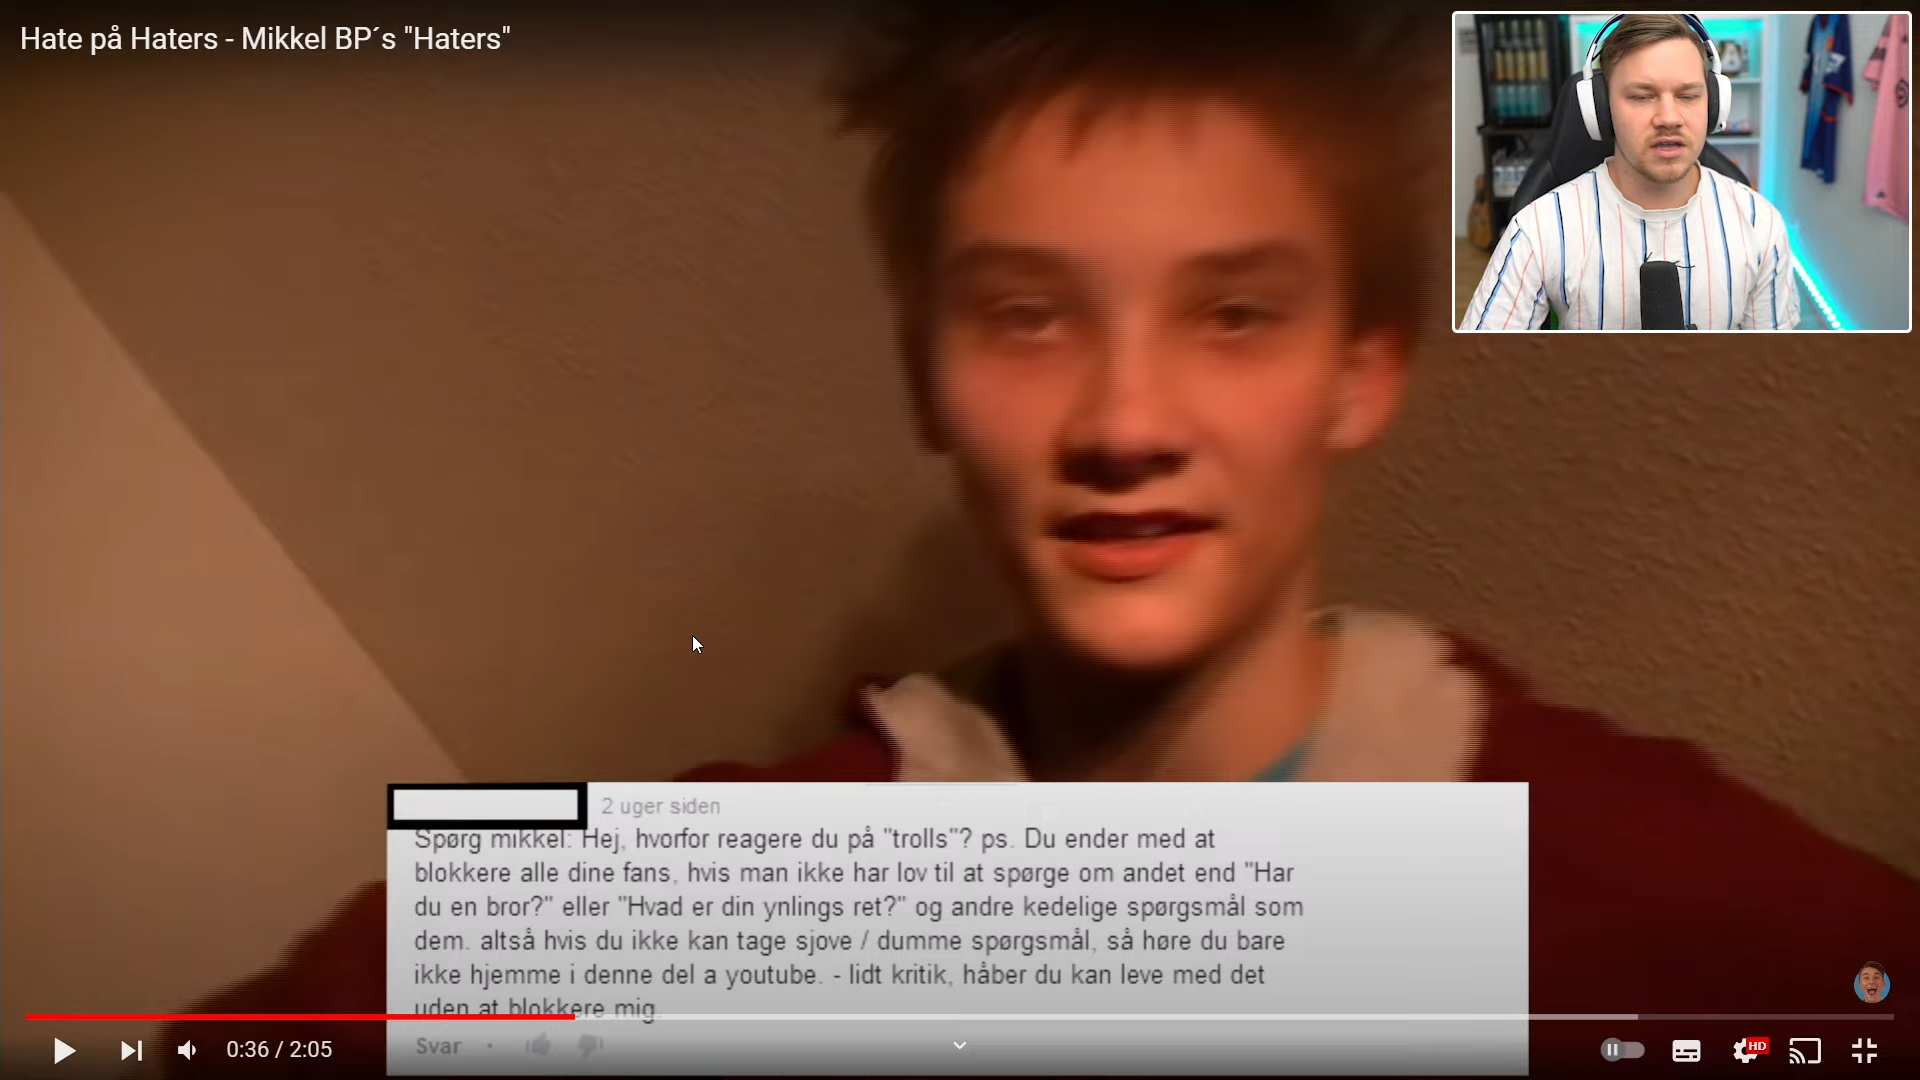 Hate på Haters - Mikkel BP´s "Haters"
2 uger siden
Spørg mikkel: Hej, hvorfor reagere du på "trolls"? ps. Du ender med at
blokkere alle dine fans, hvis man ikke har lov til at spørge om andet end "Har
du en bror?" eller "Hvad er din ynlings ret?" og andre kedelige spørgsmål som
dem. altså hvis du ikke kan tage sjove / dumme spørgsmål, så høre du bare
ikke hjemme i denne del a youtube. - lidt kritik, håber du kan leve med det
uden at blokkere mig.
Svar
0:36 / 2:05
HD